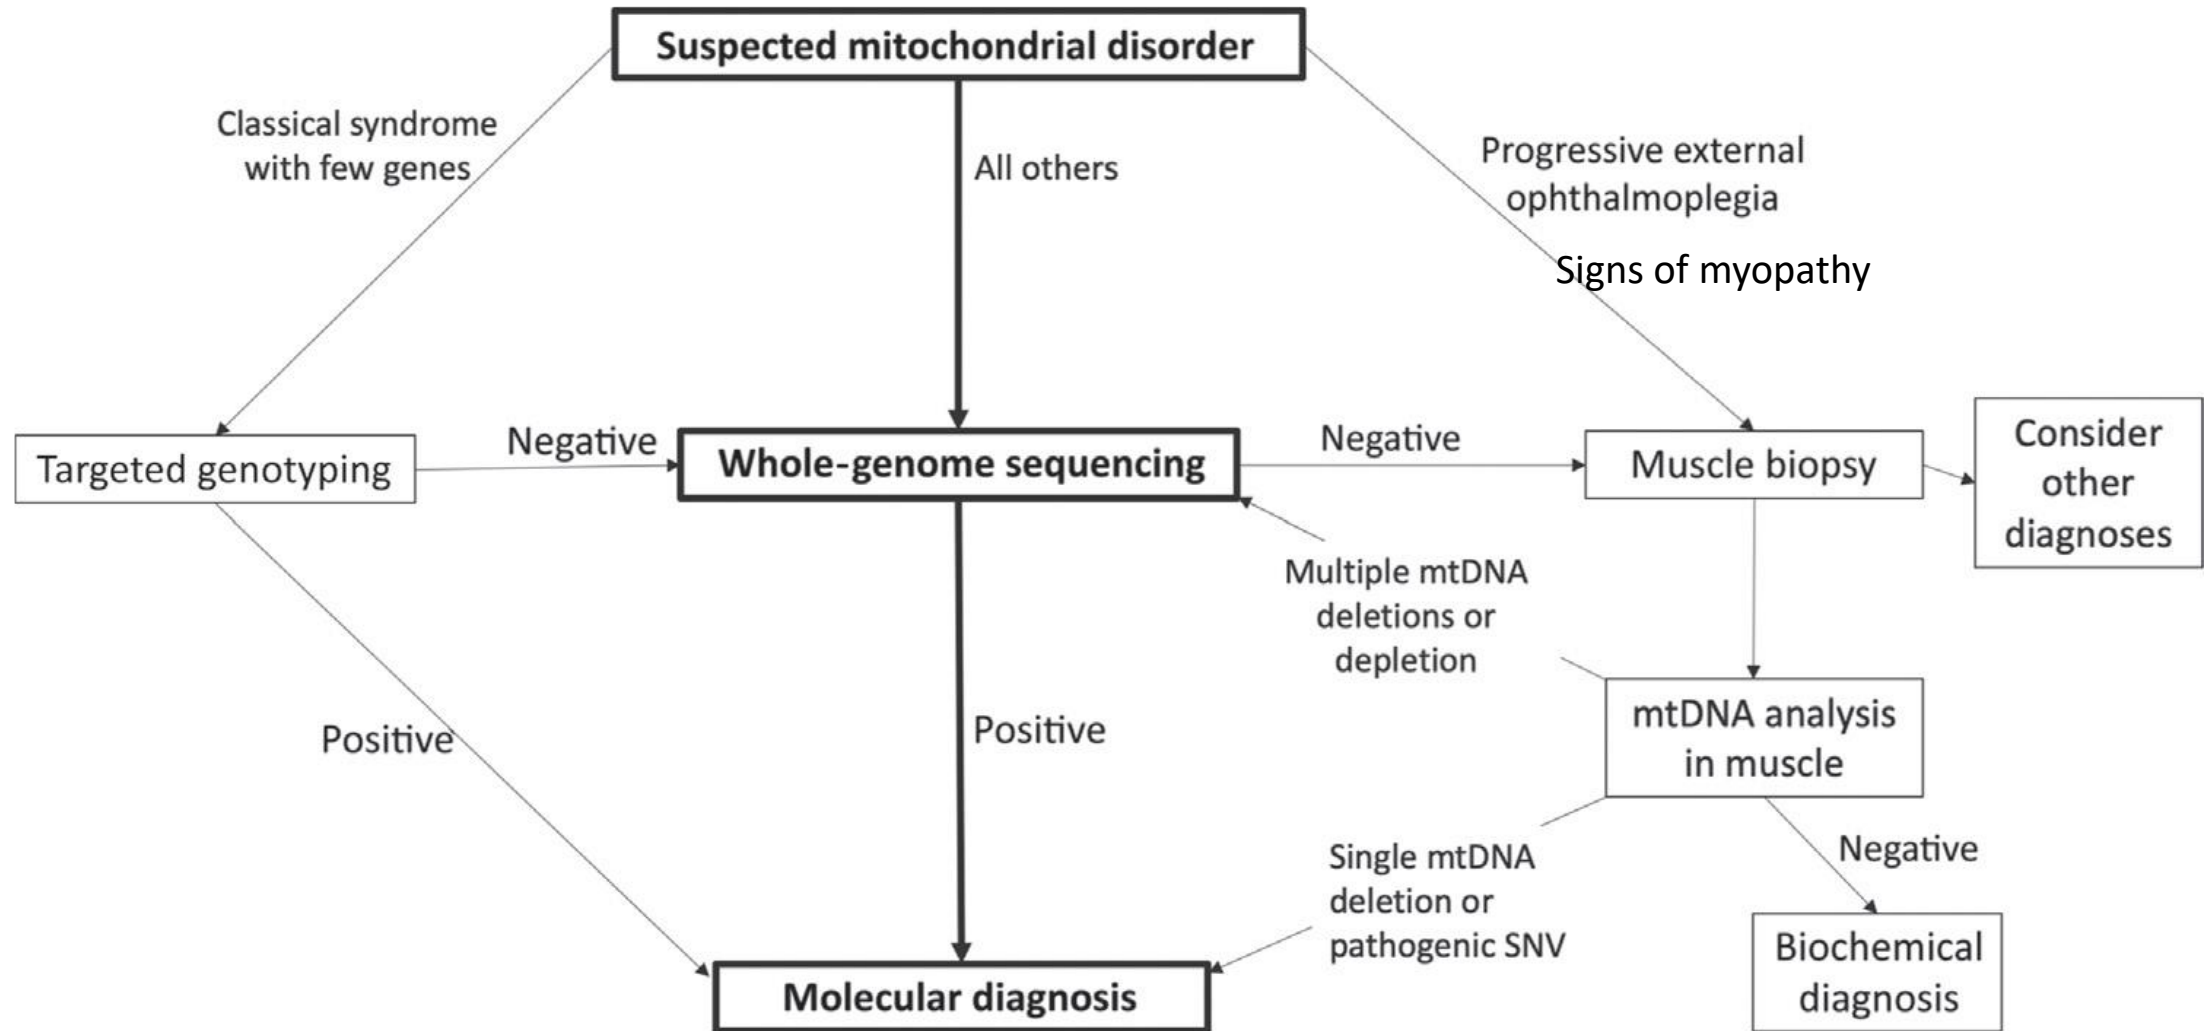 Suspected mitochondrial disorder
Classical syndrome
with few genes
All others
Progressive external
ophthalmoplegia
Signs of myopathy
Targeted genotyping
Negative
Whole-genome sequencing
Negative
Muscle biopsy
Consider
other
diagnoses
Multiple mtDNA
deletions or
depletion
mtDNA analysis
in muscle
Positive
Positive
Single mtDNA
deletion or
pathogenic SNV
Negative
Biochemical
diagnosis
Molecular diagnosis